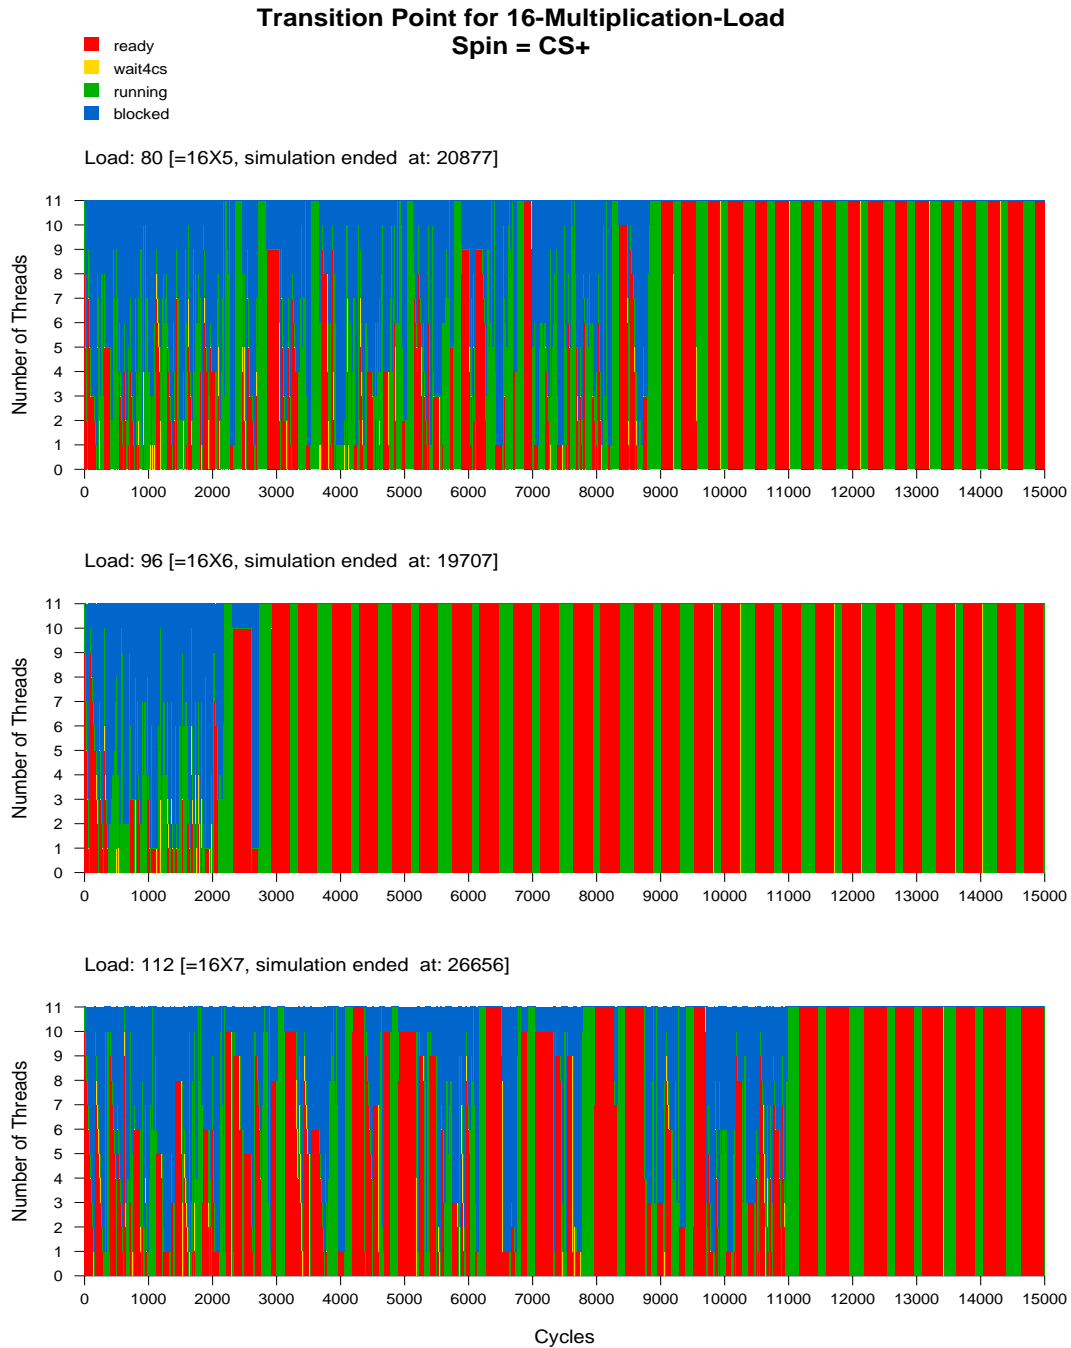 Transition Point for 16-Multiplication-Load
Spin = CS+
ready
wait4cs
running
blocked
Load: 80 [=16X5, simulation ended  at: 20877]
Number of Threads
11
10
9
8
7
6
5
4
3
2
1
0
0 1000 2000 3000 4000 5000 6000 7000 8000 9000 10000 11000 12000 13000 14000 15000
Load: 96 [=16X6, simulation ended  at: 19707]
Number of Threads
11
10
9
8
7
6
5
4
3
2
1
0
0 1000 2000 3000 4000 5000 6000 7000 8000 9000 10000 11000 12000 13000 14000 15000
Load: 112 [=16X7, simulation ended  at: 26656]
Number of Threads
11
10
9
8
7
6
5
4
3
2
1
0
0 1000 2000 3000 4000 5000 6000 7000 8000 9000 10000 11000 12000 13000 14000 15000
Cycles